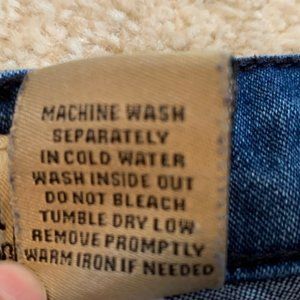 MACHINE WASH
SEPARATELY
IN COLD WATER
WASH INSIDE OUT
DO NOT BLEACH
TUMBLE DRY LOW
REMOVE PROMPTLY
WARM IRON IF NEEDED